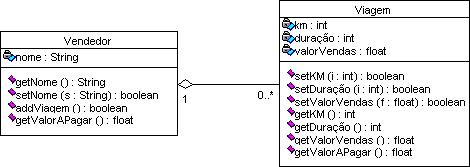 Vendedor
nome : String
getNome () : String
setNome (s : String) : boolean
addViagem () : boolean
getValorAPagar () : float
1
0..*
Viagem
km : int
duração : int
valorVendas : float
setKM (i : int) : boolean
setDuração (i : int) : boolean
setValorVendas (f : float) : boolean
getKM () : int
getDuração () : int
getValorVendas () : float
getValorAPagar () : float